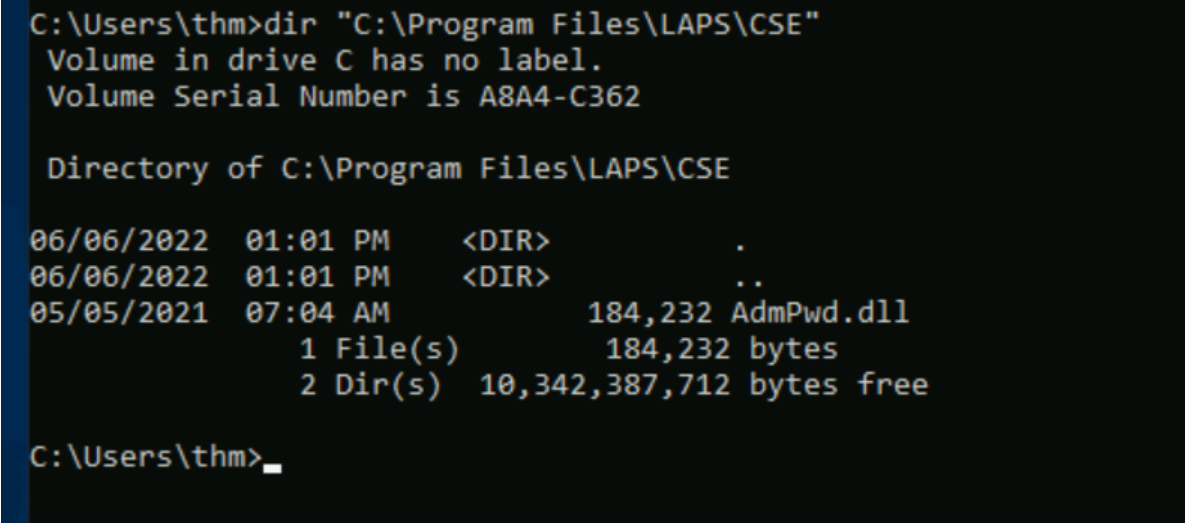 C:\Users\thm>dir "C:\Program Files\LAPS\CSE"
 Volume in drive C has no label.
 Volume Serial Number is A8A4-C362
 Directory of C:\Program Files\LAPS\CSE
06/06/2022  01:01 PM    <DIR>          .
06/06/2022  01:01 PM    <DIR>          ..
05/05/2021  07:04 AM           184,232 AdmPwd.dll
               1 File(s)        184,232 bytes
               2 Dir(s)  10,342,387,712 bytes free
C:\Users\thm>